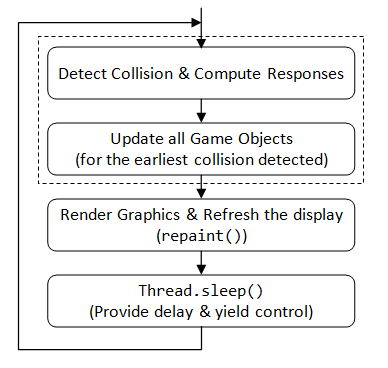 Detect Collision & Compute Responses
Update all Game Objects
(for the earliest collision detected)
Render Graphics & Refresh the display
(repaint())
Thread.sleep()
(Provide delay & yield control)